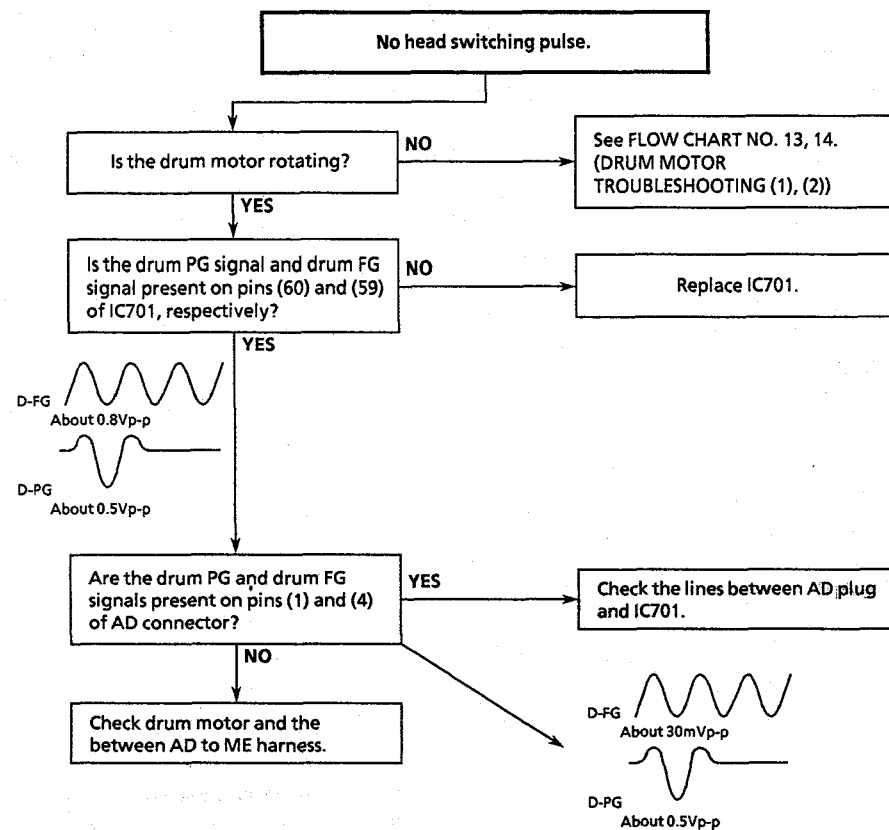 No head switching pulse.
Is the drum motor rotating?
NO
See FLOW CHART NO. 13, 14.
(DRUM MOTOR
TROUBLESHOOTING (1), (2))
YES
Is the drum PG signal and drum FG
signal present on pins (60) and (59)
of IC701, respectively?
NO
Replace IC701.
YES
D-FG
About 0.8Vp-p
D-PG
About 0.5Vp-p
Are the drum PG and drum FG
signals present on pins (1) and (4)
of AD connector?
YES
Check the lines between AD plug
and IC701.
NO
Check drum motor and the
between AD to ME harness.
D-FG
About 30mVp-p
D-PG
About 0.5Vp-p